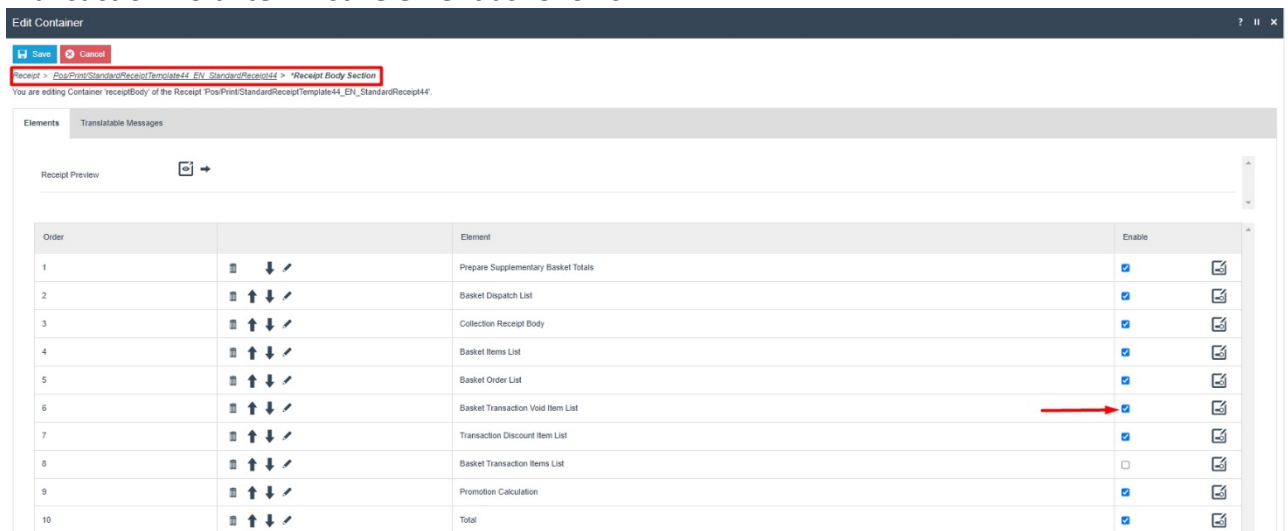 Edit Container
? II ×
Save Cancel
Receipt > Pos/Print/StandardReceiptTemplate44_EN_StandardReceipt44 > *Receipt Body Section
You are editing Container 'receiptBody' of the Receipt 'Pos/Print/StandardReceiptTemplate44_EN_StandardReceipt44'.
Elements Translatable Messages
Receipt Preview
Order Element Enable
1 Prepare Supplementary Basket Totals
2 Basket Dispatch List
3 Collection Receipt Body
4 Basket Items List
5 Basket Order List
6 Basket Transaction Void Item List
7 Transaction Discount Item List
8 Basket Transaction Items List
9 Promotion Calculation
10 Total